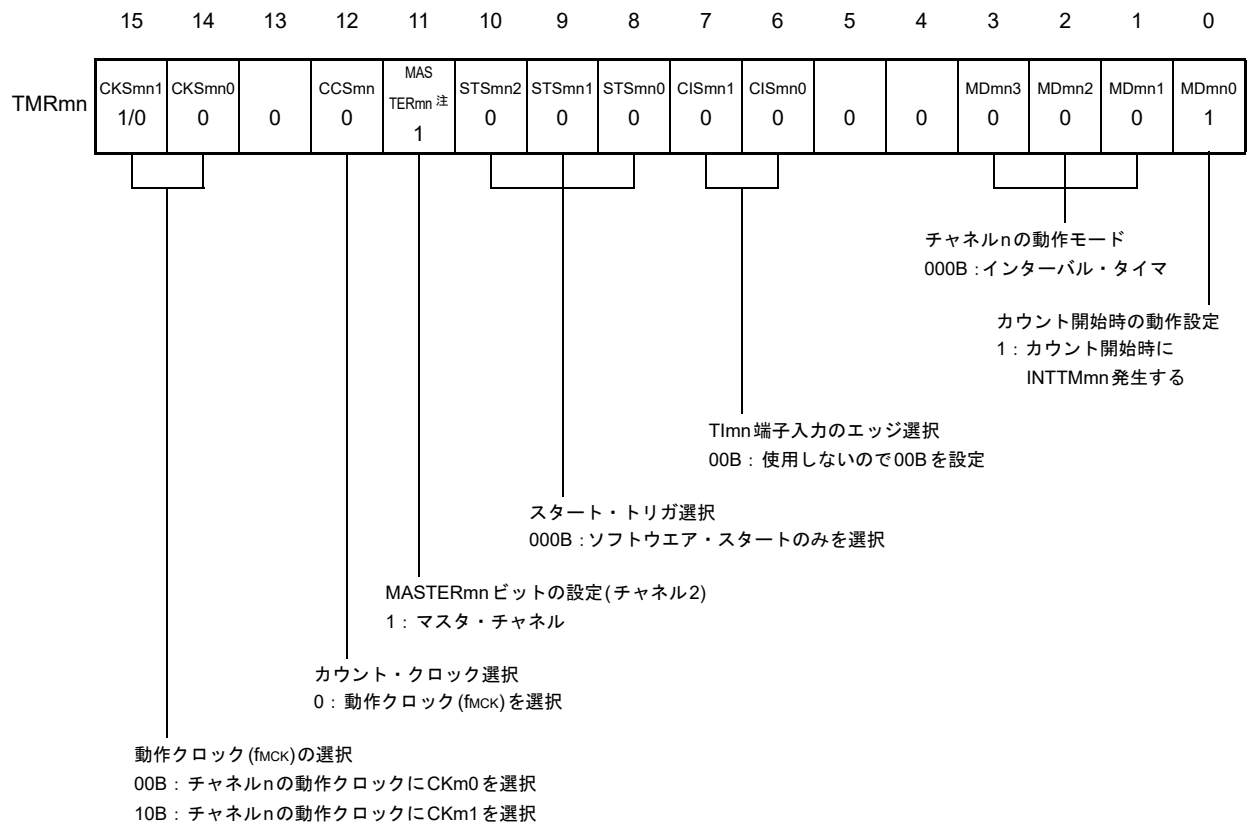 15 14 13 12 11 10 9 8 7 6 5 4 3 2 1 0
TMRmn
CKSmn1 CKSmn0 CCSmn MAS TERmn 注 STSmn2 STSmn1 STSmn0 CISmn1 CISmn0 MDmn3 MDmn2 MDmn1 MDmn0
1/0 0 0 0 1 0 0 0 0 0 0 0 0 0 0 1
チャネルnの動作モード
000B：インターバル・タイマ
カウント開始時の動作設定
1：カウント開始時に
INTTMmn発生する
TImn端子入力のエッジ選択
00B：使用しないので00Bを設定
スタート・トリガ選択
000B：ソフトウエア・スタートのみを選択
MASTERmnビットの設定(チャネル2)
1：マスタ・チャネル
カウント・クロック選択
0：動作クロック(fMCK)を選択
動作クロック(fMCK)の選択
00B：チャネルnの動作クロックにCKm0を選択
10B：チャネルnの動作クロックにCKm1を選択